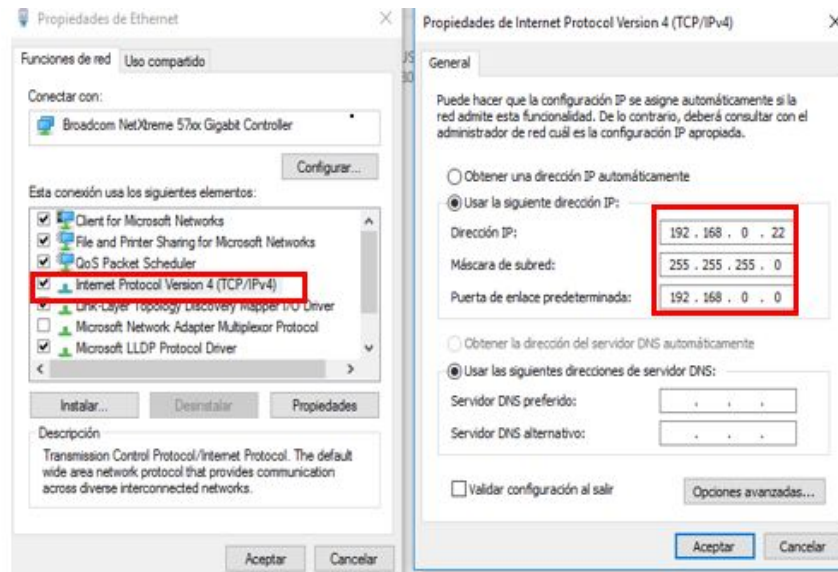 Propiedades de Ethernet
Funciones de red
Uso compartido
Conectar con:
Broadcom NetXtreme 57xx Gigabit Controller
Configurar...
Esta conexión usa los siguientes elementos:
Client for Microsoft Networks
File and Printer Sharing for Microsoft Networks
QoS Packet Scheduler
Internet Protocol Version 4 (TCP/IPv4)
Link-Layer Topology Discovery Mapper I/O Driver
Microsoft Network Adapter Multiplexor Protocol
Microsoft LLDP Protocol Driver
Instalar...
Desinstalar
Propiedades
Descripción
Transmission Control Protocol/Internet Protocol. The default
wide area network protocol that provides communication
across diverse interconnected networks.
Aceptar
Cancelar
Propiedades de Internet Protocol Version 4 (TCP/IPv4)
General
Puede hacer que la configuración IP se asigne automáticamente si la
red admite esta funcionalidad. De lo contrario, deberá consultar con el
administrador de red cuál es la configuración IP apropiada.
Obtener una dirección IP automáticamente
Usar la siguiente dirección IP:
Dirección IP: 192 . 168 . 0 . 22
Máscara de subred: 255 . 255 . 255 . 0
Puerta de enlace predeterminada: 192 . 168 . 0 . 0
Obtener la dirección del servidor DNS automáticamente
Usar las siguientes direcciones de servidor DNS:
Servidor DNS preferido: . . .
Servidor DNS alternativo: . . .
Validar configuración al salir
Opciones avanzadas...
Aceptar
Cancelar